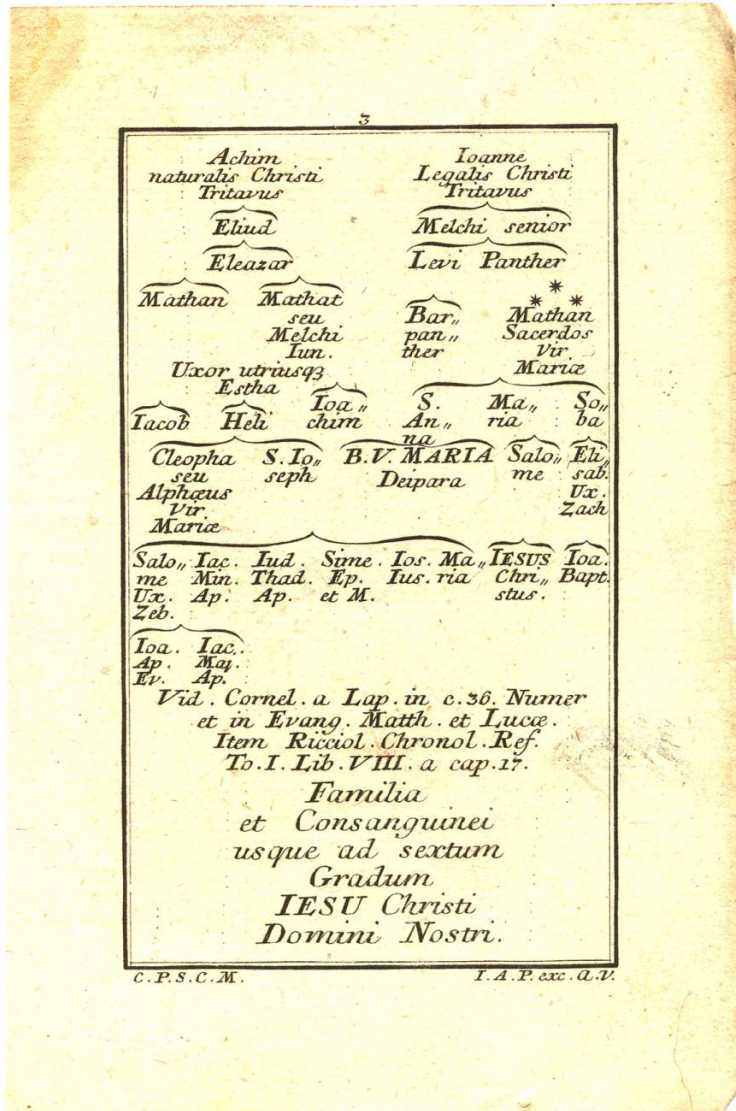 3
Achim Ioanne
naturalis Christi Legalis Christi
Tritavus Tritavus
Eliud Melchi senior
Eleazar Levi Panther
* * *
Mathan Mathat Bar„ Mathan
seu pan„ Sacerdos
Melchi ther Vir.
Iun. Mariæ
Uxor utriusqꝫ
Estha
Iacob Heli Ioa„ S. Ma„ So„
chim An„ ria ba
na
Cleopha S. Io„ B.V. MARIA Salo„ Eli„
seu seph Deipara me sab.
Alphœus Ux.
Vir. Zach
Mariæ
Salo„ Iac. Iud. Sime. Ios. Ma„ IESUS Ioa.
me Min. Thad. Ep. Ius. ria Chri„ Bapt.
Ux. Ap. Ap. et M. stus.
Zeb.
Ioa. Iac.
Ap. Maj.
Ev. Ap.
Vid. Cornel. a Lap. in c.36. Numer
et in Evang. Matth. et Lucæ.
Item Ricciol. Chronol. Ref.
To. I. Lib. VIII. a cap. 17.
Familia
et Consanguinei
usque ad sextum
Gradum
IESU Christi
Domini Nostri.
C.P.S.C.M. I.A.P. exc. A.V.